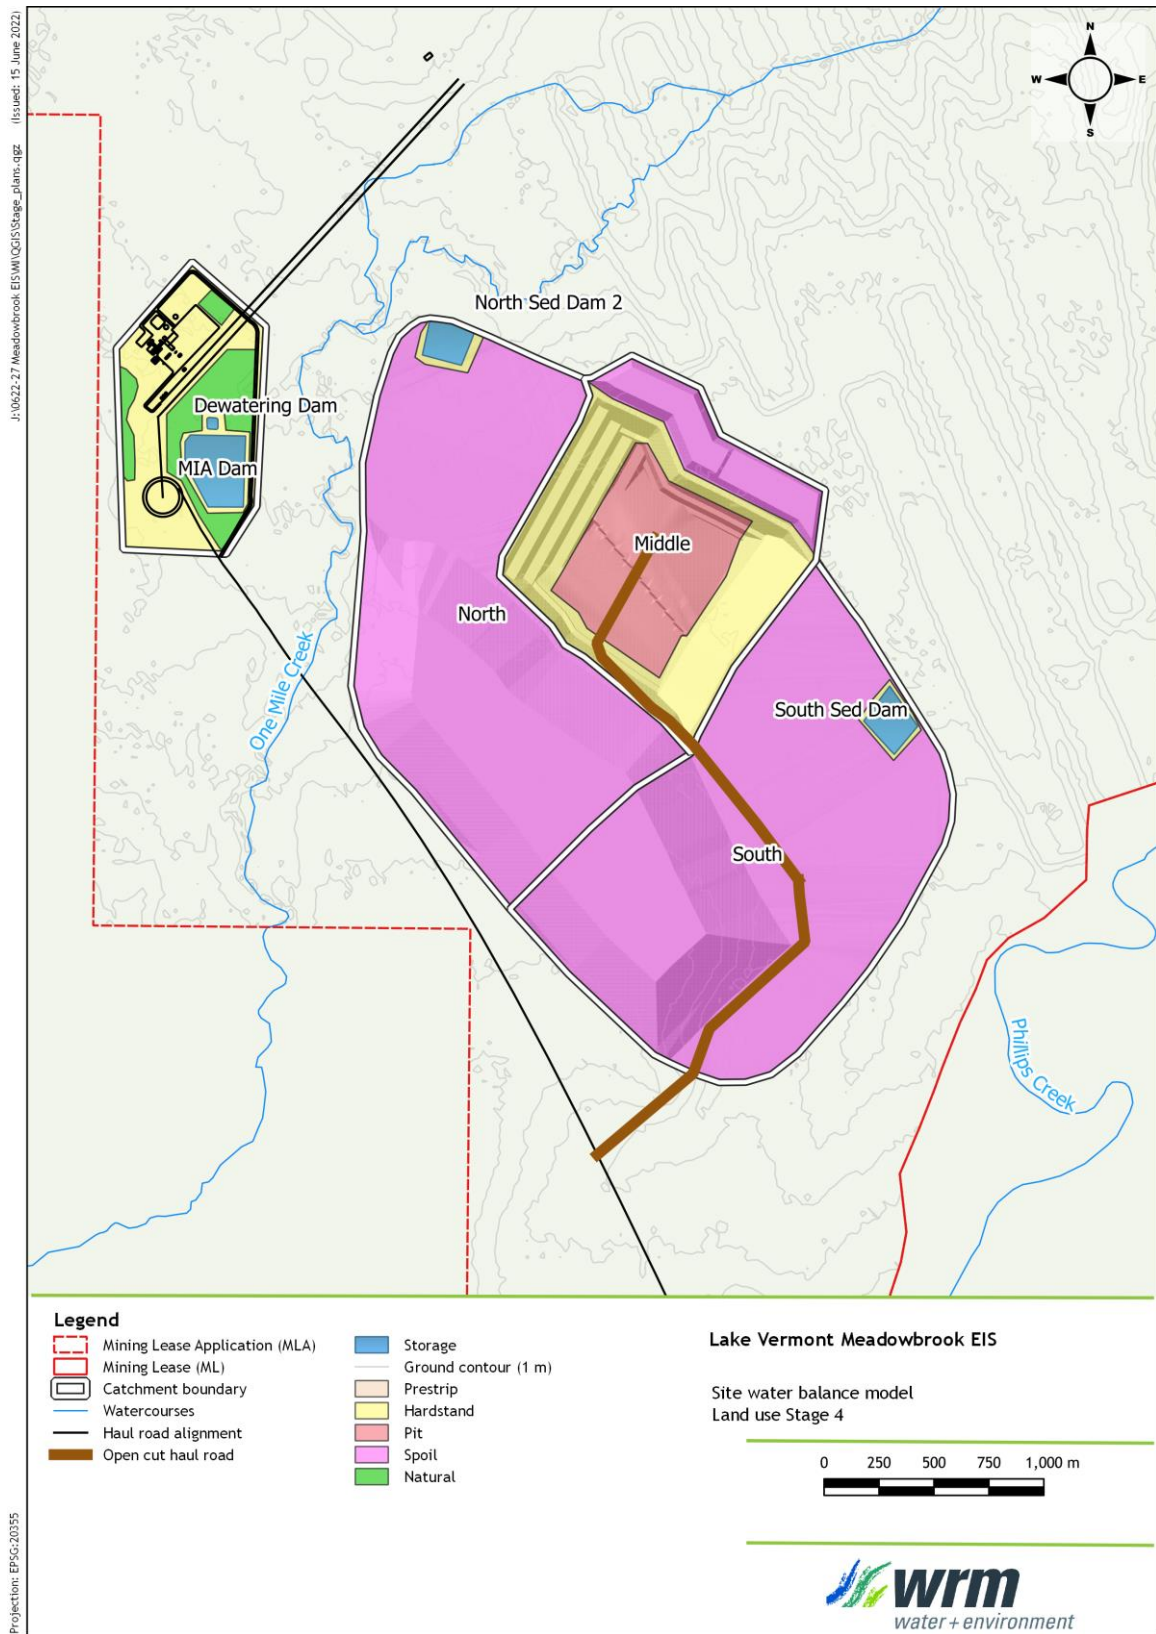 J:\0622-27 Meadowbrook EIS\WI\QGIS\Stage_plans.qgz (Issued: 15 June 2022)
N
W E
S
North Sed Dam 2
Dewatering Dam
MIA Dam
Middle
North
One Mile Creek
South Sed Dam
South
Phillips Creek
Legend
Mining Lease Application (MLA)
Mining Lease (ML)
Catchment boundary
Watercourses
Haul road alignment
Open cut haul road
Storage
Ground contour (1 m)
Prestrip
Hardstand
Pit
Spoil
Natural
Lake Vermont Meadowbrook EIS
Site water balance model
Land use Stage 4
0 250 500 750 1,000 m
Projection: EPSG:20355
wrm
water + environment